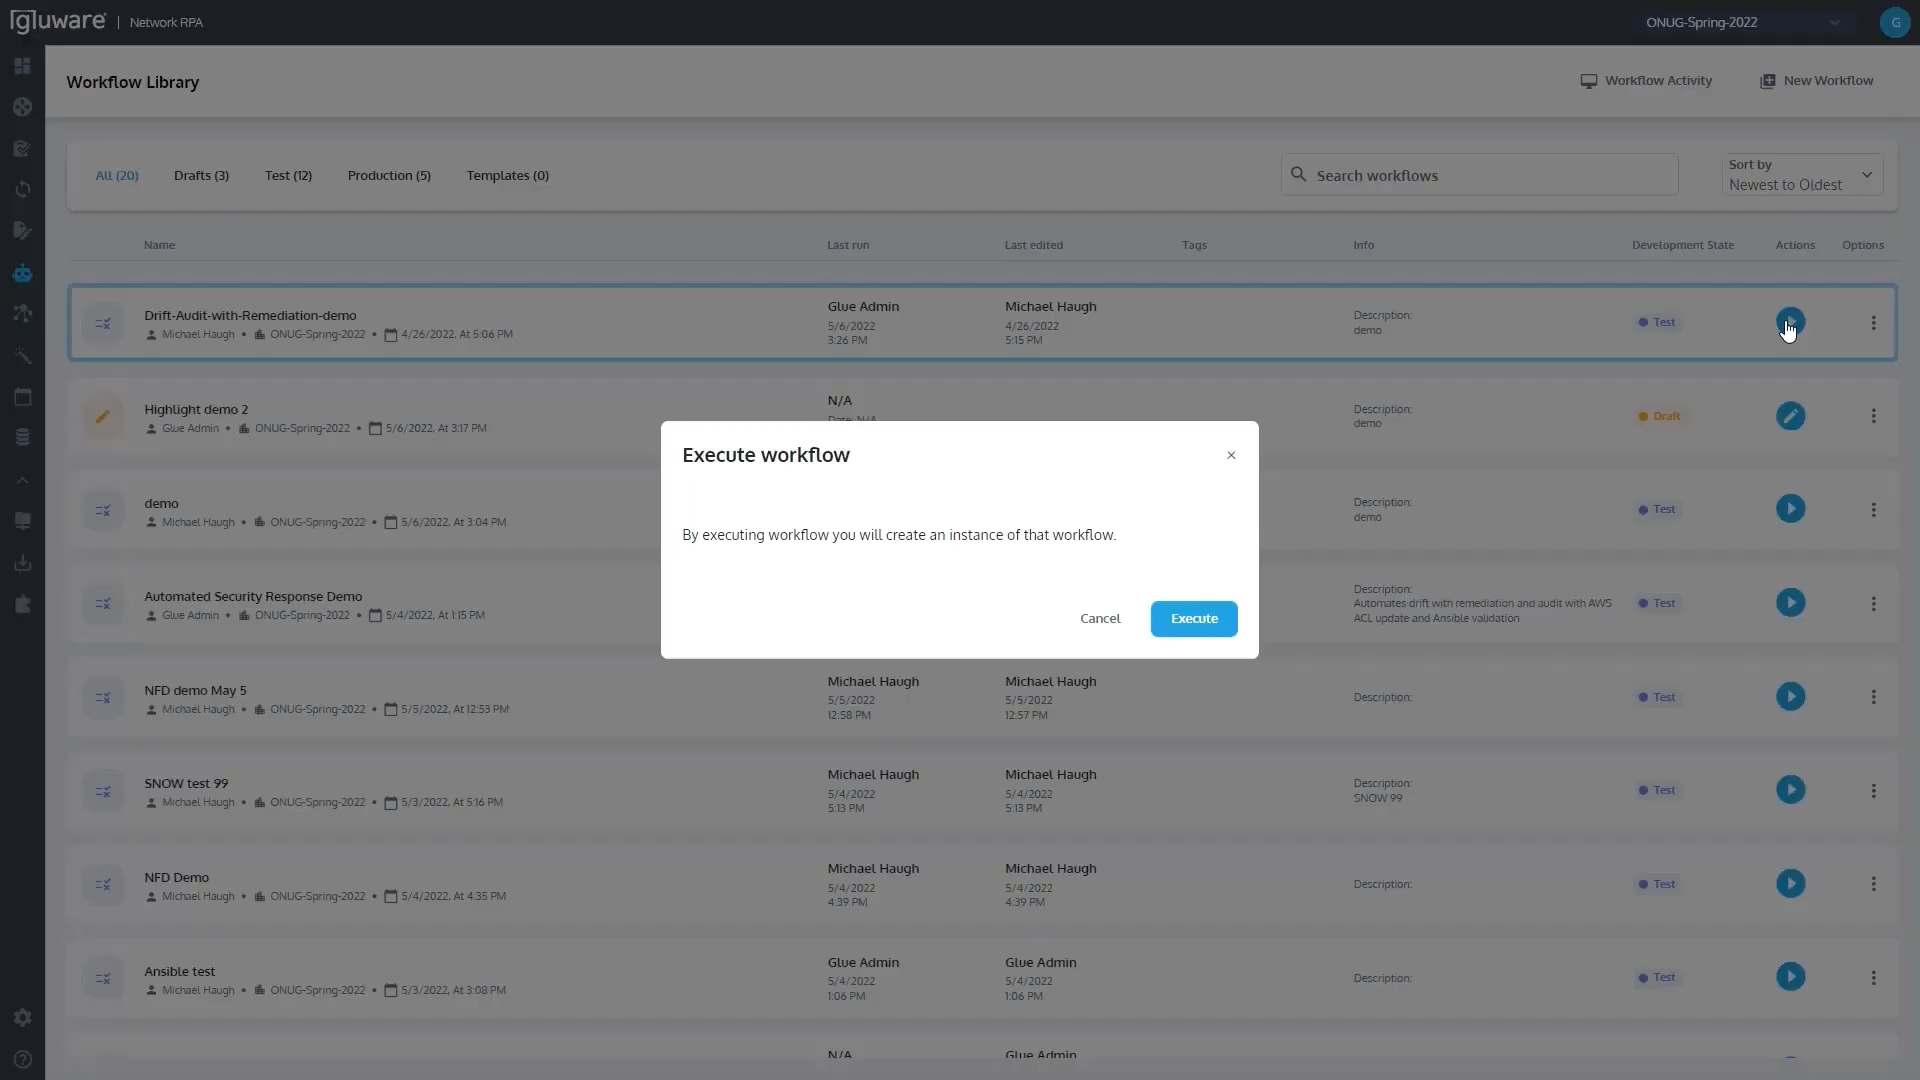 gluware | Network RPA
ONUG-Spring-2022
G
Workflow Library
Workflow Activity
New Workflow
All (20)
Drafts (3)
Test (12)
Production (5)
Templates (0)
Search workflows
Sort by
Newest to Oldest
Name
Last run
Last edited
Tags
Info
Development State
Actions
Options
Drift-Audit-with-Remediation-demo
Michael Haugh • ONUG-Spring-2022 • 4/26/2022, At 5:06 PM
Glue Admin
5/6/2022
3:26 PM
Michael Haugh
4/26/2022
5:15 PM
Description:
demo
Test
Highlight demo 2
Glue Admin • ONUG-Spring-2022 • 5/6/2022, At 3:17 PM
N/A
Date: N/A
Description:
demo
Draft
Execute workflow
×
By executing workflow you will create an instance of that workflow.
Cancel
Execute
demo
Michael Haugh • ONUG-Spring-2022 • 5/6/2022, At 3:04 PM
Description:
demo
Test
Automated Security Response Demo
Glue Admin • ONUG-Spring-2022 • 5/4/2022, At 1:15 PM
Description:
Automates drift with remediation and audit with AWS
ACL update and Ansible validation
Test
NFD demo May 5
Michael Haugh • ONUG-Spring-2022 • 5/5/2022, At 12:53 PM
Michael Haugh
5/5/2022
12:58 PM
Michael Haugh
5/5/2022
12:57 PM
Description:
Test
SNOW test 99
Michael Haugh • ONUG-Spring-2022 • 5/3/2022, At 5:16 PM
Michael Haugh
5/4/2022
5:13 PM
Michael Haugh
5/4/2022
5:13 PM
Description:
SNOW 99
Test
NFD Demo
Michael Haugh • ONUG-Spring-2022 • 5/4/2022, At 4:35 PM
Michael Haugh
5/4/2022
4:39 PM
Michael Haugh
5/4/2022
4:39 PM
Description:
Test
Ansible test
Michael Haugh • ONUG-Spring-2022 • 5/3/2022, At 3:08 PM
Glue Admin
5/4/2022
1:06 PM
Glue Admin
5/4/2022
1:06 PM
Description:
Test
N/A
Glue Admin